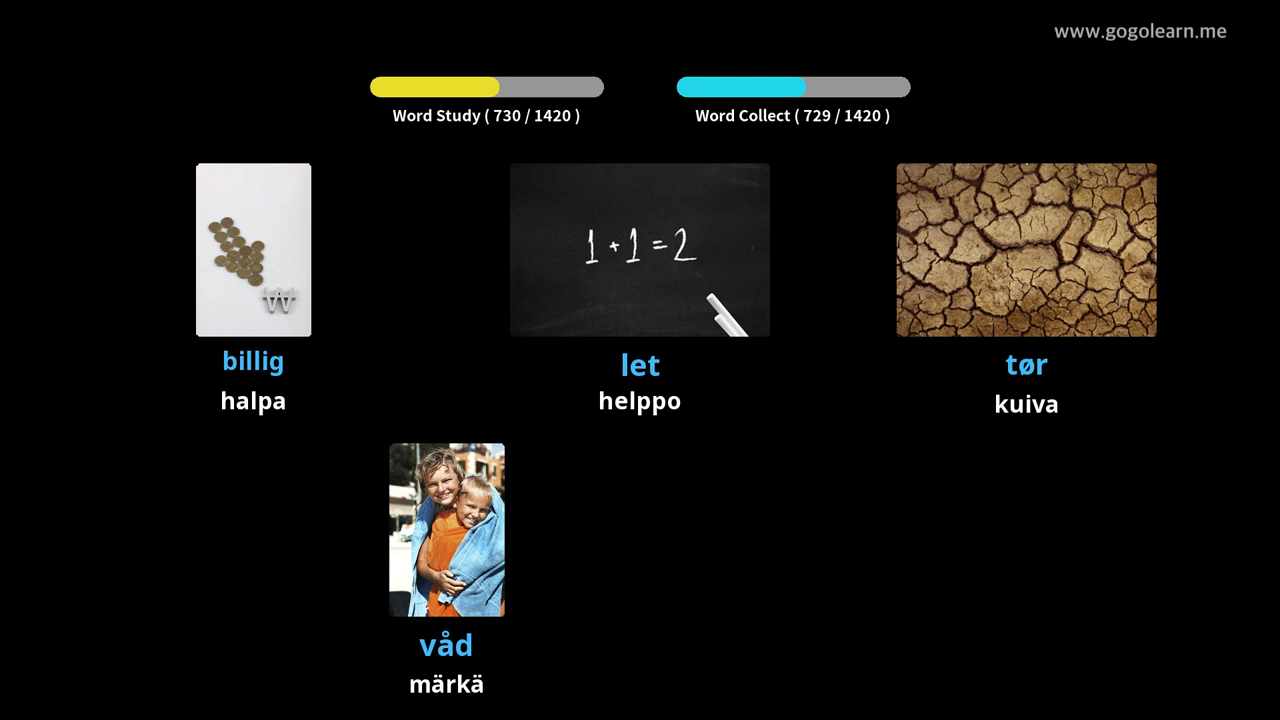 www.gogolearn.me
Word Study ( 730 / 1420 )
Word Collect ( 729 / 1420 )
₩
1 + 1 = 2
billig
let
tør
halpa
helppo
kuiva
våd
märkä